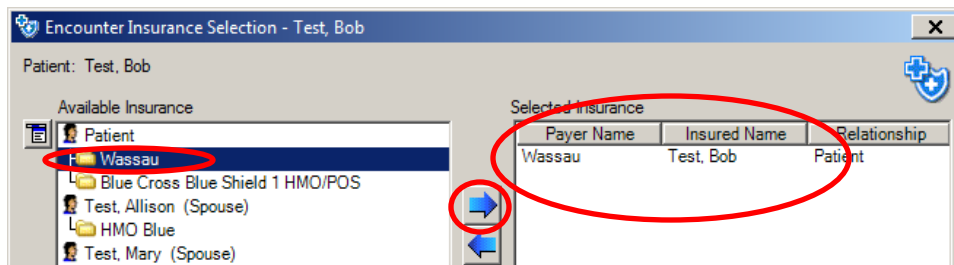 Encounter Insurance Selection - Test, Bob
Patient: Test, Bob
Available Insurance
Selected Insurance
Patient
Wassau
Blue Cross Blue Shield 1 HMO/POS
Test, Allison (Spouse)
HMO Blue
Test, Mary (Spouse)
Payer Name Insured Name Relationship
Wassau Test, Bob Patient